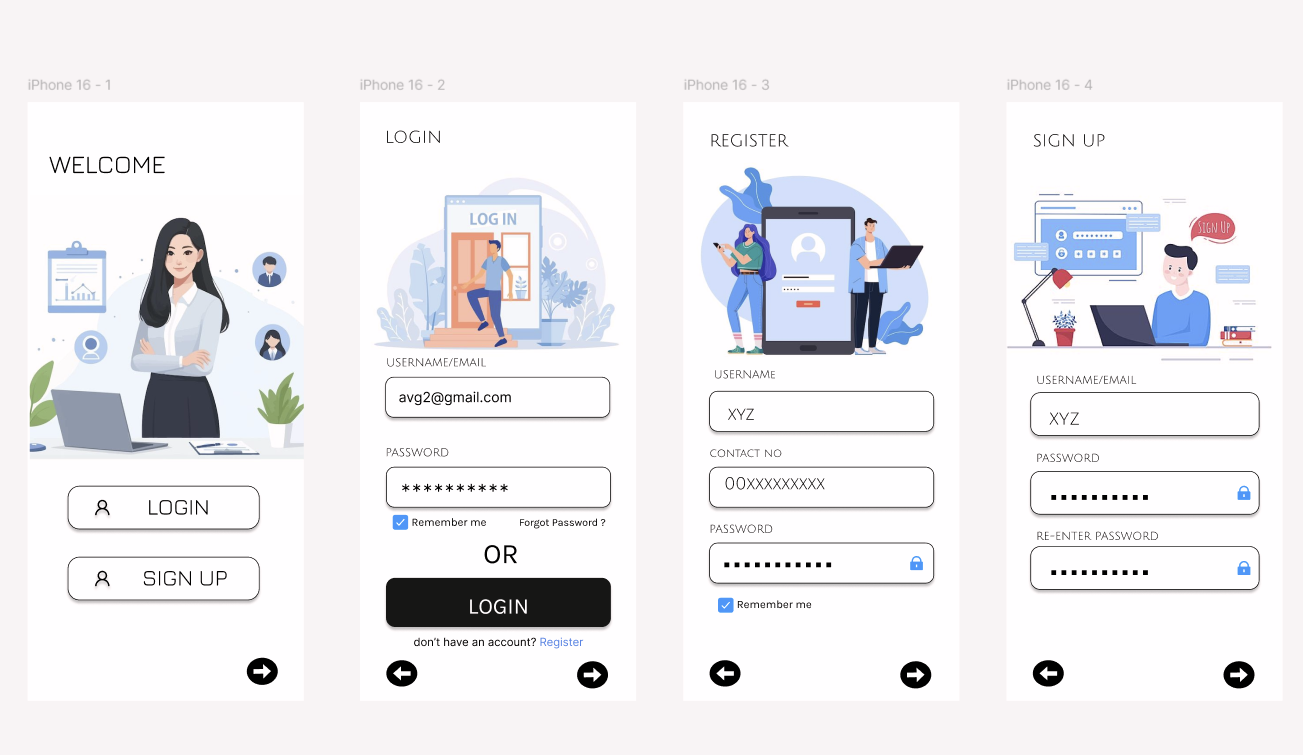 iPhone 16 - 1
WELCOME
LOGIN
SIGN UP
iPhone 16 - 2
LOGIN
LOG IN
USERNAME/EMAIL
avg2@gmail.com
PASSWORD
**********
Remember me Forgot Password ?
OR
LOGIN
don't have an account? Register
iPhone 16 - 3
REGISTER
USERNAME
XYZ
CONTACT NO
00XXXXXXXXX
PASSWORD
Remember me
iPhone 16 - 4
SIGN UP
SIGN UP
USERNAME/EMAIL
XYZ
PASSWORD
RE-ENTER PASSWORD